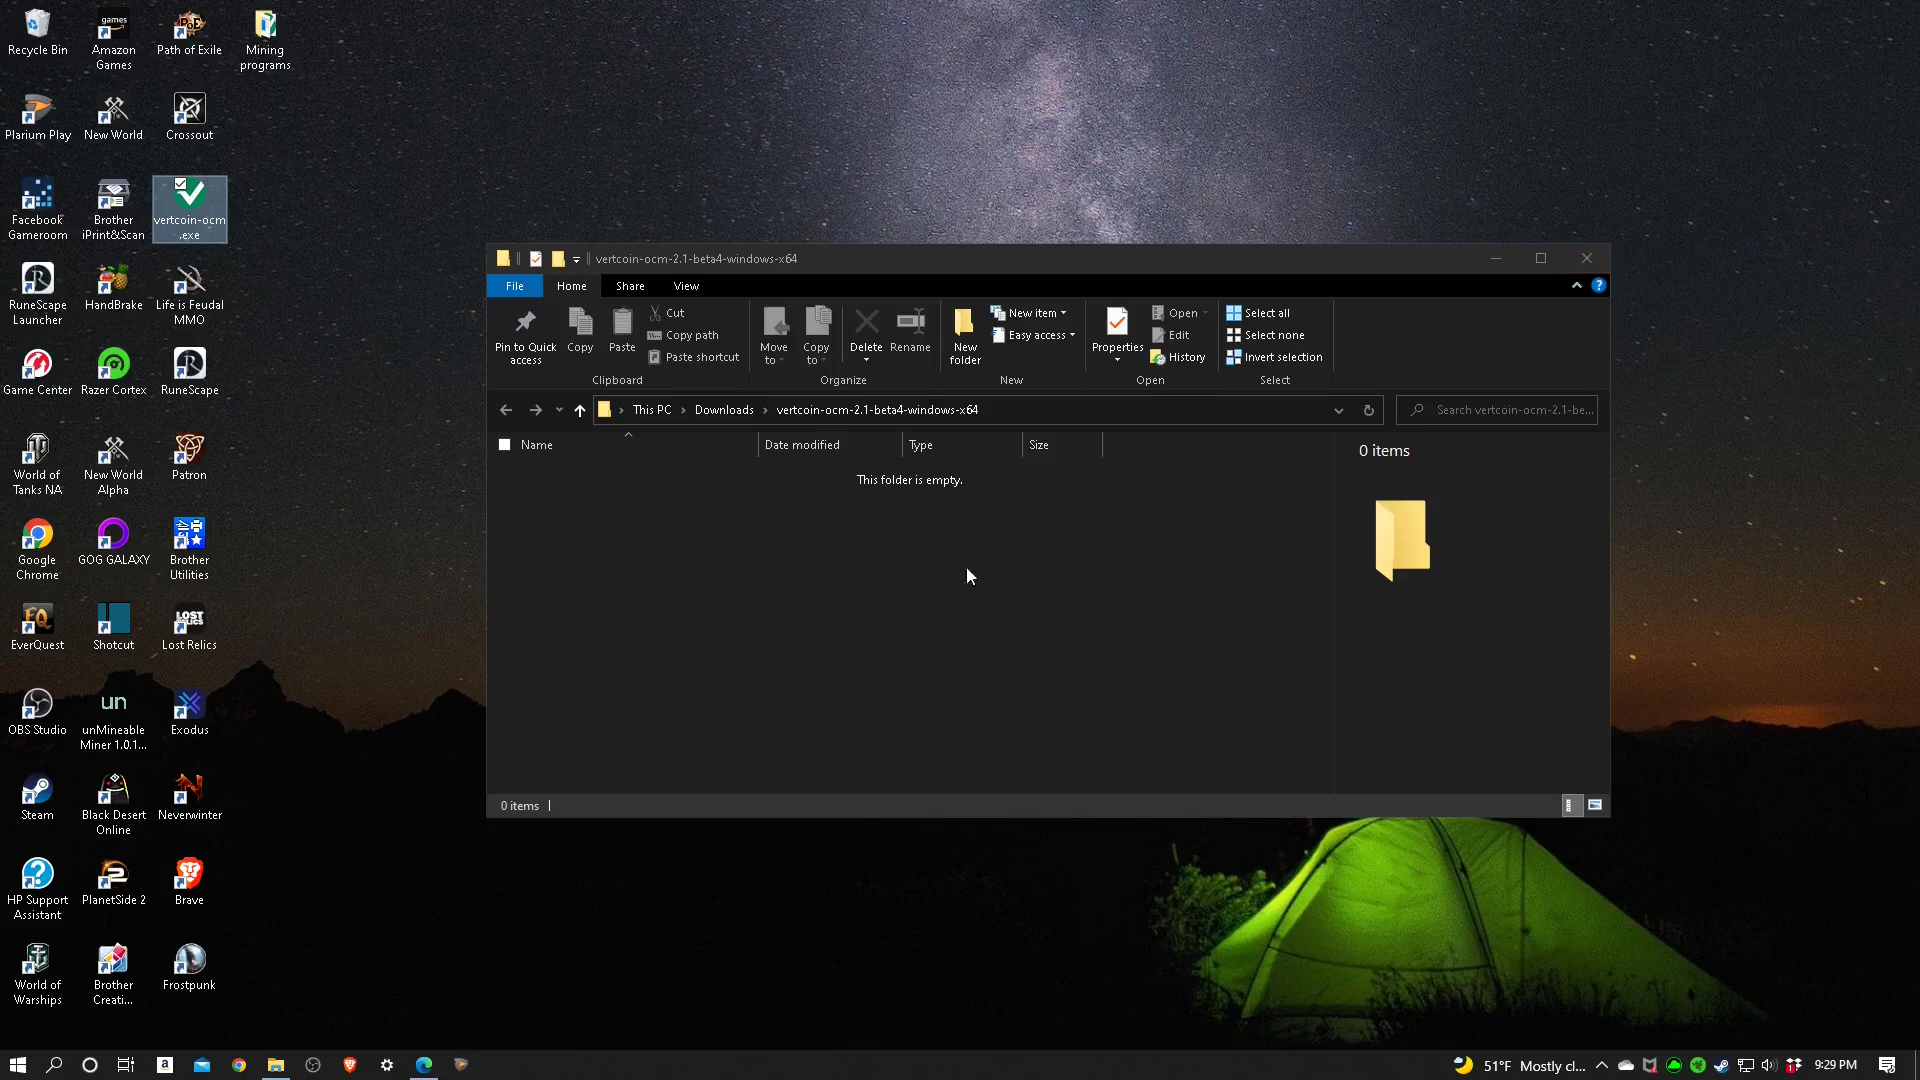 Recycle Bin
Amazon
Games
Path of Exile
Mining
programs
Plarium Play
New World
Crossout
Facebook
Gameroom
Brother
iPrint&Scan
vertcoin-ocm
.exe
RuneScape
Launcher
HandBrake
Life is Feudal
MMO
Game Center
Razer Cortex
RuneScape
World of
Tanks NA
New World
Alpha
Patron
Google
Chrome
GOG GALAXY
Brother
Utilities
EverQuest
Shotcut
Lost Relics
OBS Studio
unMineable
Miner 1.0.1...
Exodus
Steam
Black Desert
Online
Neverwinter
HP Support
Assistant
PlanetSide 2
Brave
World of
Warships
Brother
Creati...
Frostpunk
games
EQ
LOST
RELICS
un
vertcoin-ocm-2.1-beta4-windows-x64
File
Home
Share
View
Pin to Quick
access
Copy
Paste
Cut
Copy path
Paste shortcut
Clipboard
Move
to
Copy
to
Delete
Rename
Organize
New
folder
New item
Easy access
New
Properties
Open
Edit
History
Open
Select all
Select none
Invert selection
Select
This PC
Downloads
vertcoin-ocm-2.1-beta4-windows-x64
Search vertcoin-ocm-2.1-be...
Name
Date modified
Type
Size
This folder is empty.
0 items
0 items
51°F Mostly cl...
9:29 PM